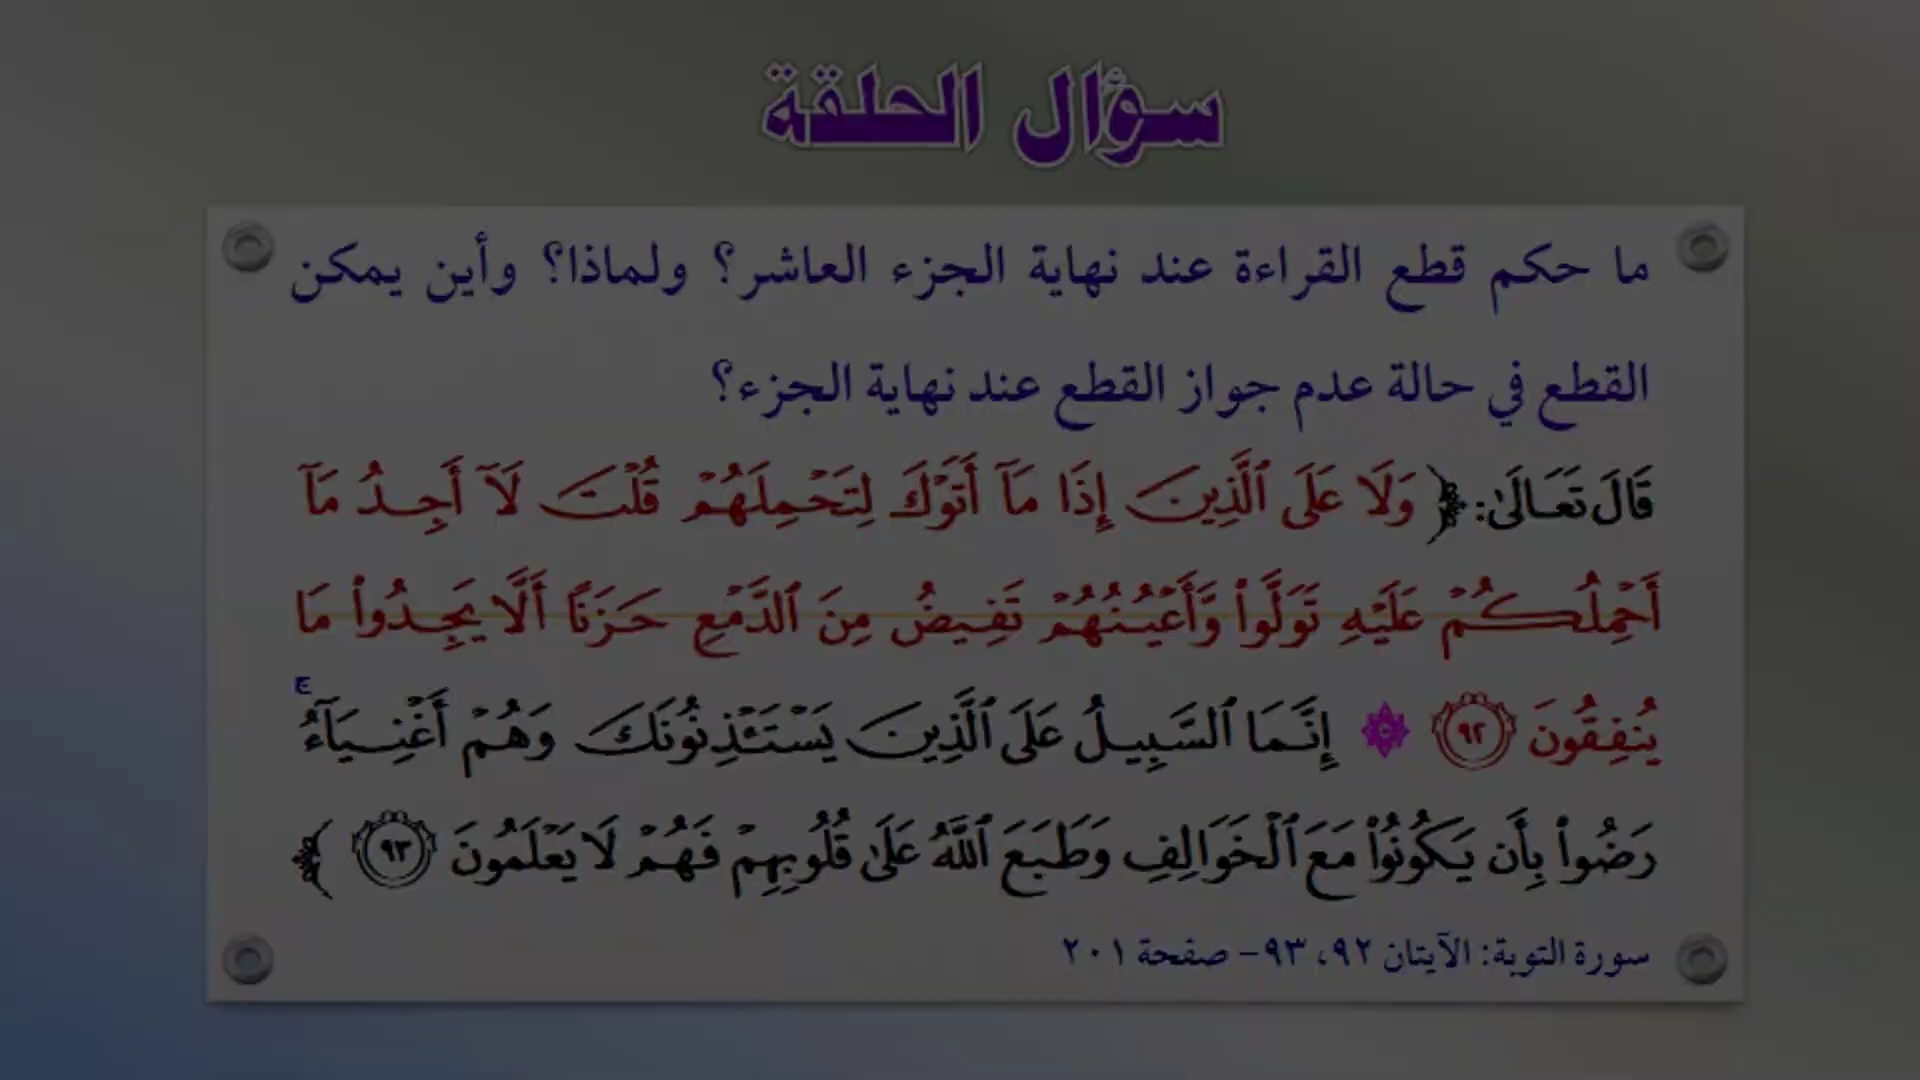 سؤال الحلقة
ما حكم قطع القراءة عند نهاية الجزء العاشر؟ ولماذا؟ وأين يمكن
القطع في حالة عدم جواز القطع عند نهاية الجزء؟
قَالَ تَعَالَىٰ: ﴿ وَلَا عَلَى ٱلَّذِينَ إِذَا مَآ أَتَوْكَ لِتَحْمِلَهُمْ قُلْتَ لَآ أَجِدُ مَآ
أَحْمِلُكُمْ عَلَيْهِ تَوَلَّوا۟ وَّأَعْيُنُهُمْ تَفِيضُ مِنَ ٱلدَّمْعِ حَزَنًا أَلَّا يَجِدُوا۟ مَا
يُنفِقُونَ ٩٢ ۞ إِنَّمَا ٱلسَّبِيلُ عَلَى ٱلَّذِينَ يَسْتَـْٔذِنُونَكَ وَهُمْ أَغْنِيَآءُ ۚ
رَضُوا۟ بِأَن يَكُونُوا۟ مَعَ ٱلْخَوَالِفِ وَطَبَعَ ٱللَّهُ عَلَىٰ قُلُوبِهِمْ فَهُمْ لَا يَعْلَمُونَ ٩٣ ﴾
سورة التوبة: الآيتان ٩٢، ٩٣- صفحة ٢٠١